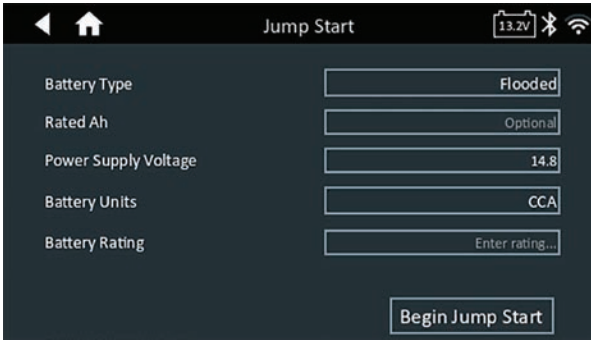 Jump Start 13.2V
Battery Type Flooded
Rated Ah Optional
Power Supply Voltage 14.8
Battery Units CCA
Battery Rating Enter rating...
Begin Jump Start